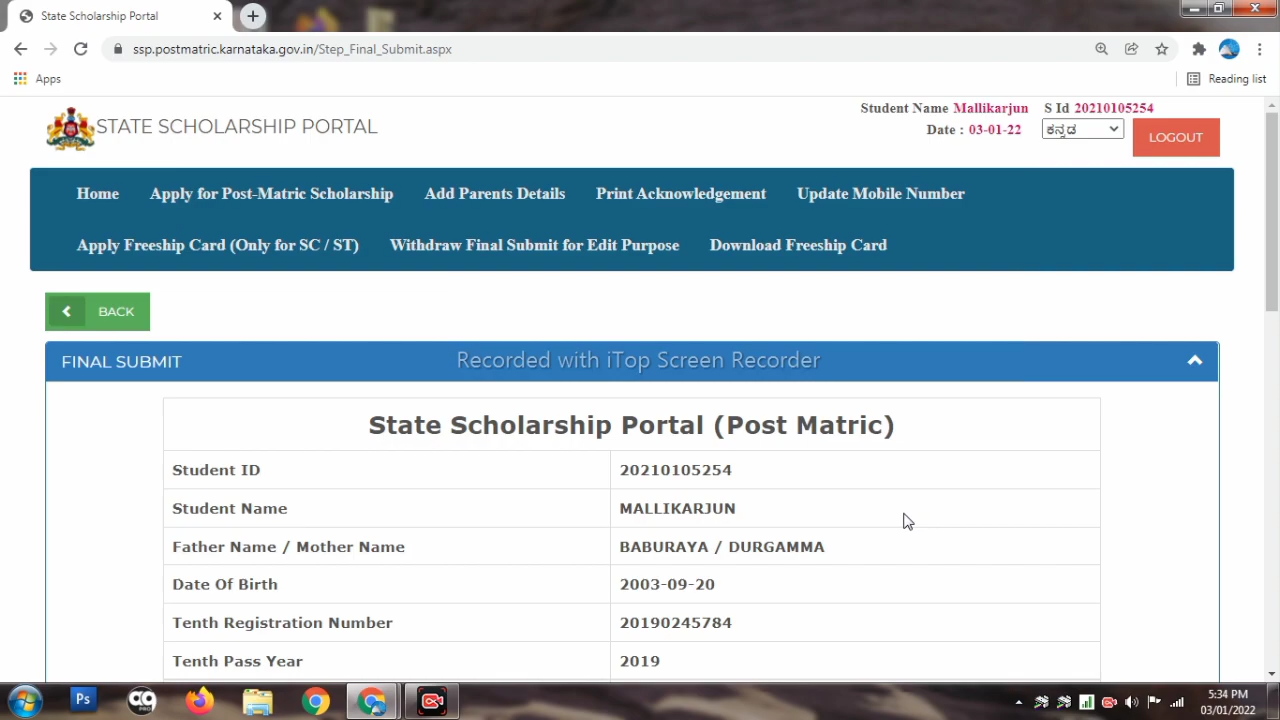 State Scholarship Portal
ssp.postmatric.karnataka.gov.in/Step_Final_Submit.aspx
Apps
Reading list
STATE SCHOLARSHIP PORTAL
Student Name Mallikarjun S Id 20210105254
Date : 03-01-22 ಕನ್ನಡ LOGOUT
Home Apply for Post-Matric Scholarship Add Parents Details Print Acknowledgement Update Mobile Number
Apply Freeship Card (Only for SC / ST) Withdraw Final Submit for Edit Purpose Download Freeship Card
BACK
FINAL SUBMIT
Recorded with iTop Screen Recorder
State Scholarship Portal (Post Matric)
Student ID 20210105254
Student Name MALLIKARJUN
Father Name / Mother Name BABURAYA / DURGAMMA
Date Of Birth 2003-09-20
Tenth Registration Number 20190245784
Tenth Pass Year 2019
Ps
PRO
5:34 PM
03/01/2022